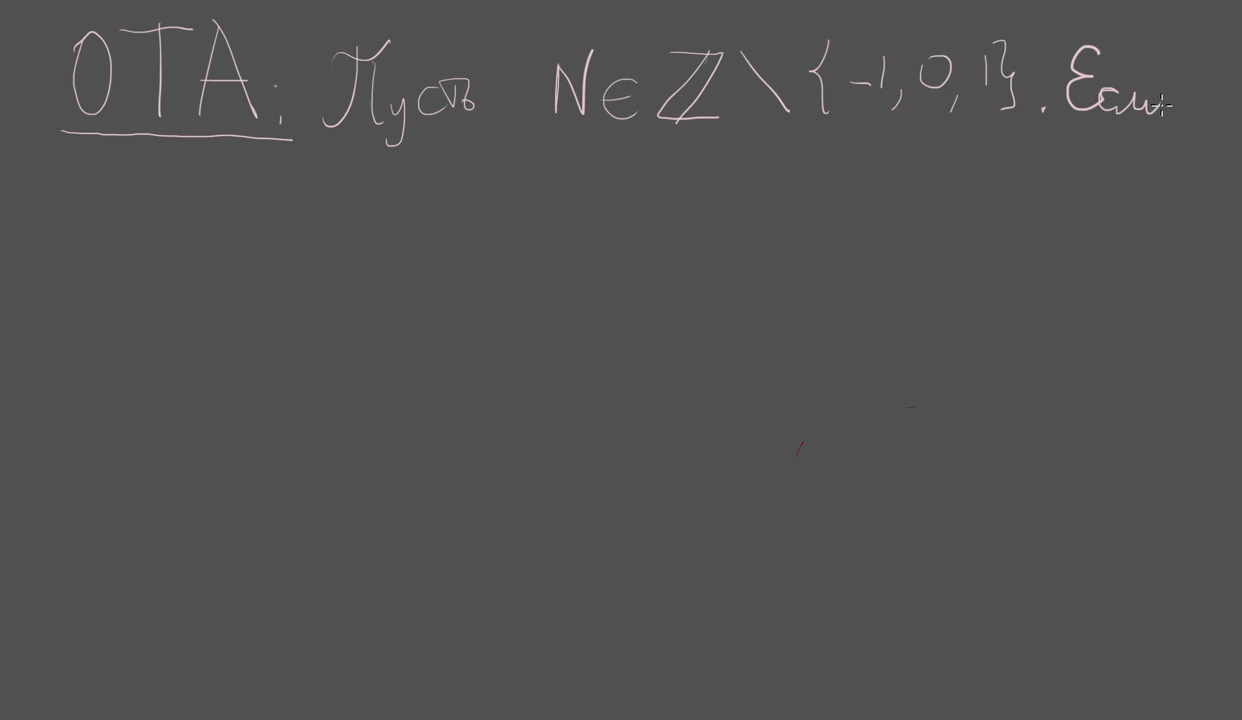 ОТА: Пусть N ∈ ℤ \ {-1, 0, 1}. Если